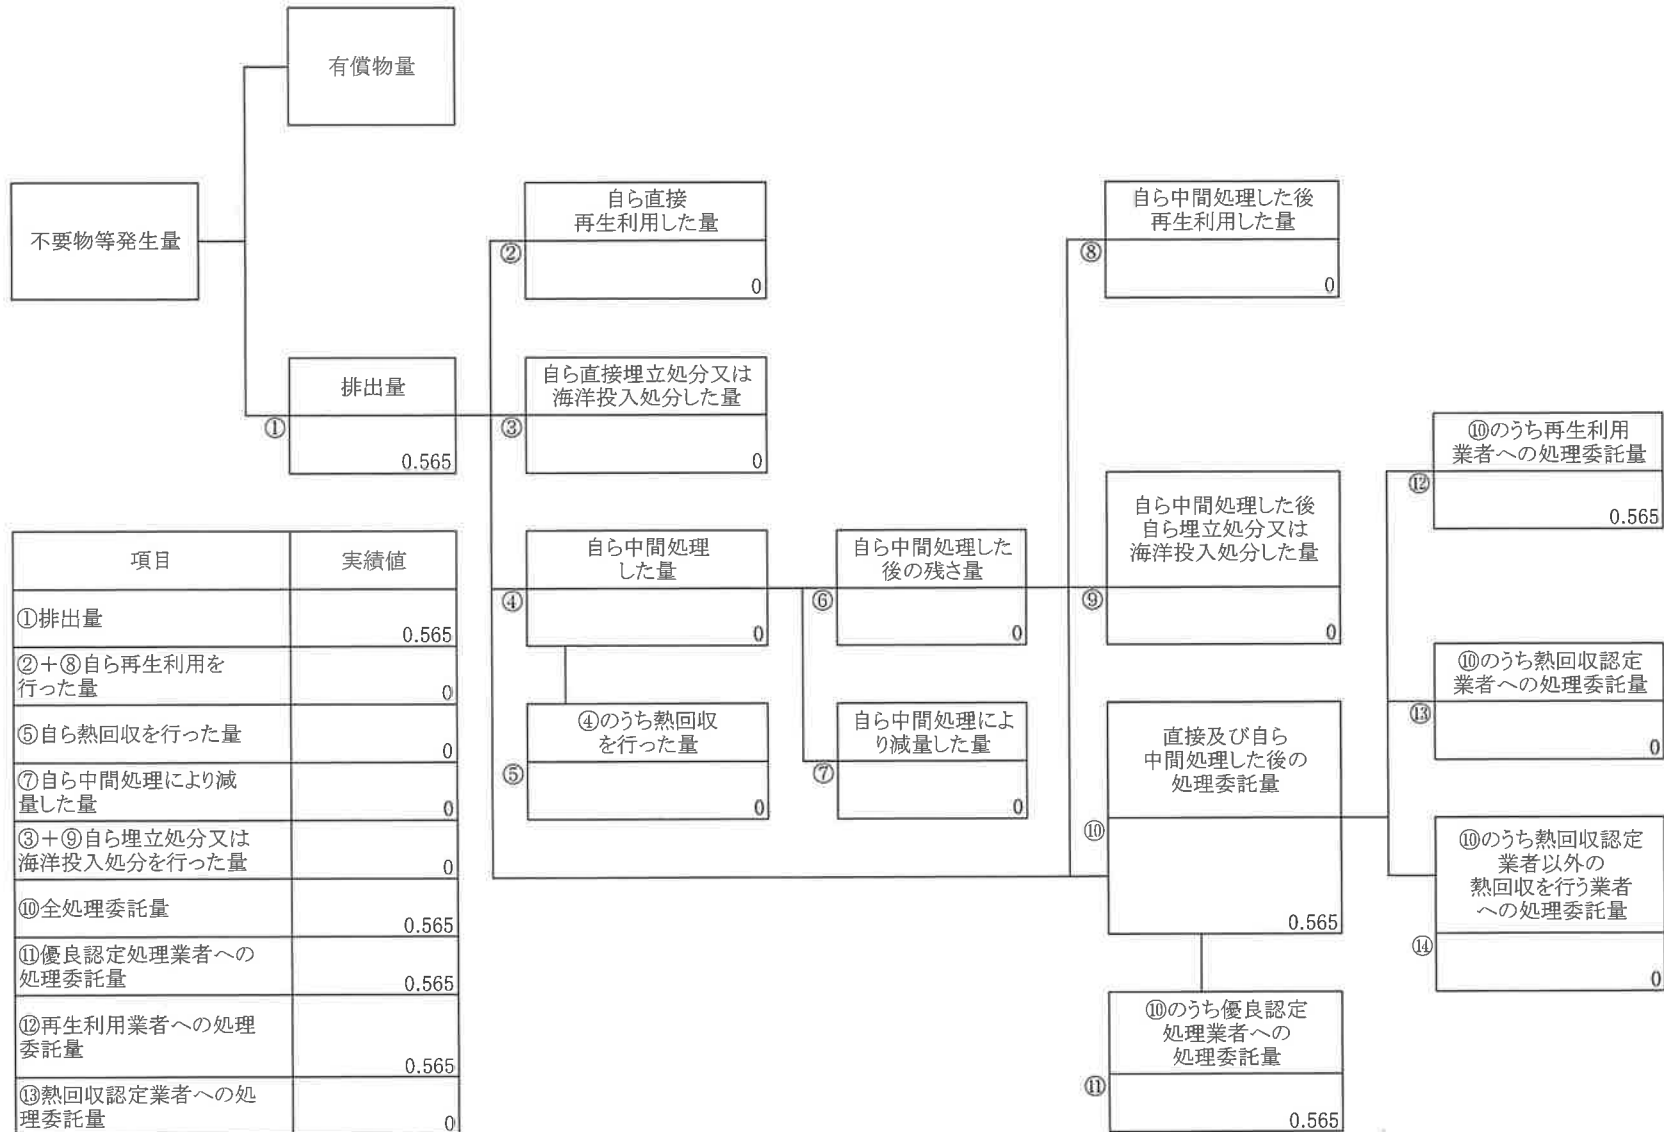 有償物量
不要物等発生量
自ら直接
再生利用した量
②
0
自ら中間処理した後
再生利用した量
⑧
0
排出量
①
0.565
自ら直接埋立処分又は
海洋投入処分した量
③
0
⑩のうち再生利用
業者への処理委託量
⑫
0.565
自ら中間処理
した量
④
0
自ら中間処理した
後の残さ量
⑥
0
自ら中間処理した後
自ら埋立処分又は
海洋投入処分した量
⑨
0
⑩のうち熱回収認定
業者への処理委託量
⑬
0
④のうち熱回収
を行った量
⑤
0
自ら中間処理によ
り減量した量
⑦
0
直接及び自ら
中間処理した後の
処理委託量
⑩
0.565
⑩のうち熱回収認定
業者以外の
熱回収を行う業者
への処理委託量
⑭
0
⑩のうち優良認定
処理業者への
処理委託量
⑪
0.565
項目 実績値
①排出量
0.565
②+⑧自ら再生利用を
行った量
0
⑤自ら熱回収を行った量
0
⑦自ら中間処理により減
量した量
0
③+⑨自ら埋立処分又は
海洋投入処分を行った量
0
⑩全処理委託量
0.565
⑪優良認定処理業者への
処理委託量
0.565
⑫再生利用業者への処理
委託量
0.565
⑬熱回収認定業者への処
理委託量
0